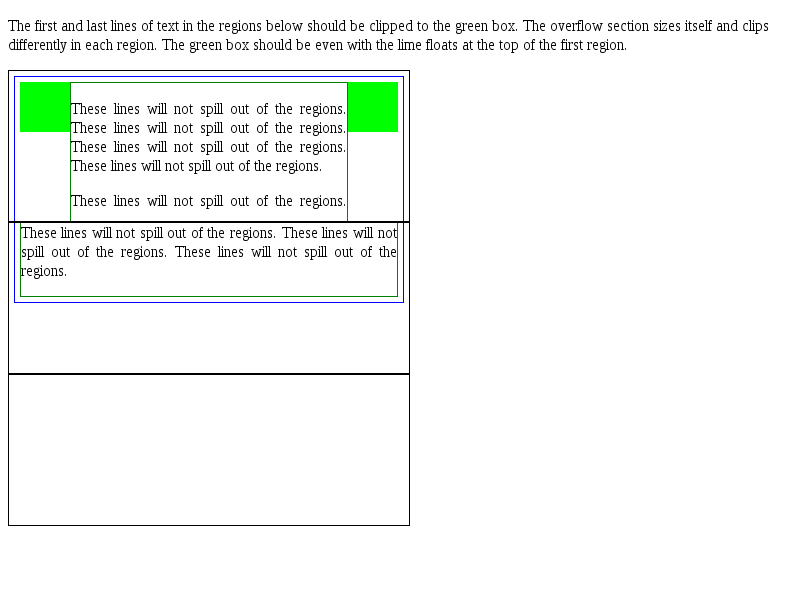 The first and last lines of text in the regions below should be clipped to the green box. The overflow section sizes itself and clips
differently in each region. The green box should be even with the lime floats at the top of the first region.
These lines will not spill out of the regions.
These lines will not spill out of the regions.
These lines will not spill out of the regions.
These lines will not spill out of the regions.
These lines will not spill out of the regions.
These lines will not spill out of the regions. These lines will not
spill out of the regions. These lines will not spill out of the
regions.